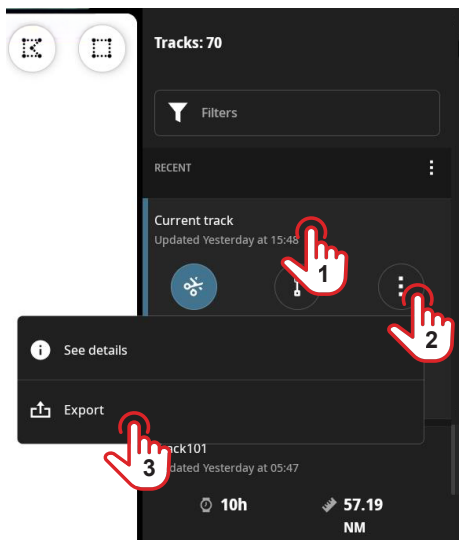 Tracks: 70
Filters
RECENT
Current track
Updated Yesterday at 15:48
1
2
See details
Export
3
dated Yesterday at 05:47
10h
57.19
NM